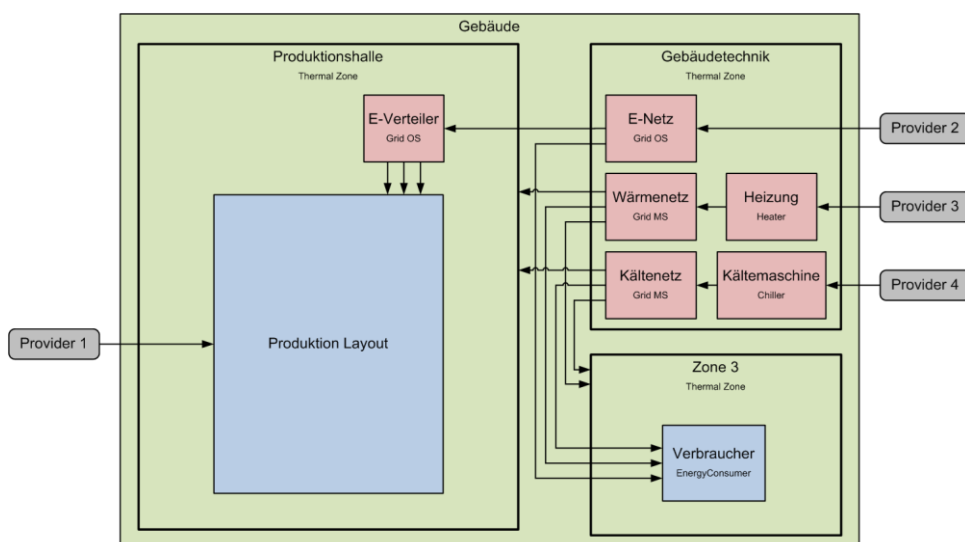 Gebäude
Produktionshalle
Thermal Zone
E-Verteiler
Grid OS
Produktion Layout
Provider 1
Gebäudetechnik
Thermal Zone
E-Netz
Grid OS
Provider 2
Wärmenetz
Grid MS
Heizung
Heater
Provider 3
Kältenetz
Grid MS
Kältemaschine
Chiller
Provider 4
Zone 3
Thermal Zone
Verbraucher
EnergyConsumer